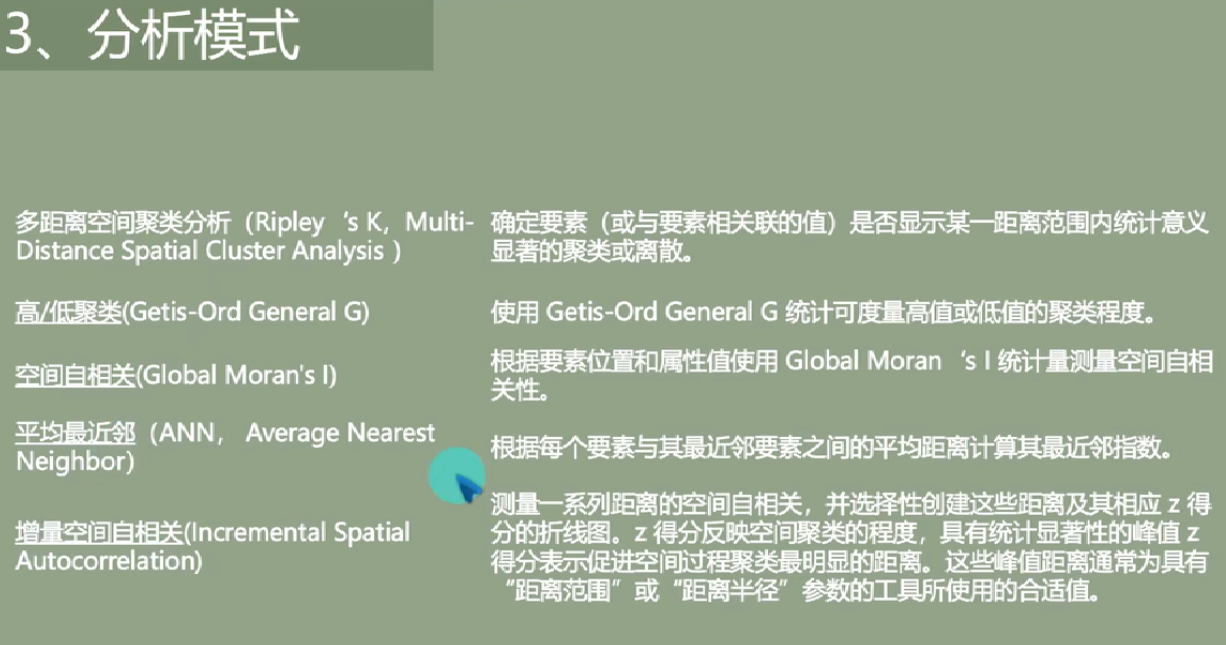 3、分析模式
多距离空间聚类分析（Ripley‘s K，Multi-
Distance Spatial Cluster Analysis ）
确定要素（或与要素相关联的值）是否显示某一距离范围内统计意义
显著的聚类或离散。
高/低聚类(Getis-Ord General G)
使用 Getis-Ord General G 统计可度量高值或低值的聚类程度。
空间自相关(Global Moran's I)
根据要素位置和属性值使用 Global Moran‘s I 统计量测量空间自相
关性。
平均最近邻（ANN， Average Nearest
Neighbor)
根据每个要素与其最近邻要素之间的平均距离计算其最近邻指数。
增量空间自相关(Incremental Spatial
Autocorrelation)
测量一系列距离的空间自相关，并选择性创建这些距离及其相应 z 得
分的折线图。z 得分反映空间聚类的程度，具有统计显著性的峰值 z
得分表示促进空间过程聚类最明显的距离。这些峰值距离通常为具有
“距离范围”或“距离半径”参数的工具所使用的合适值。